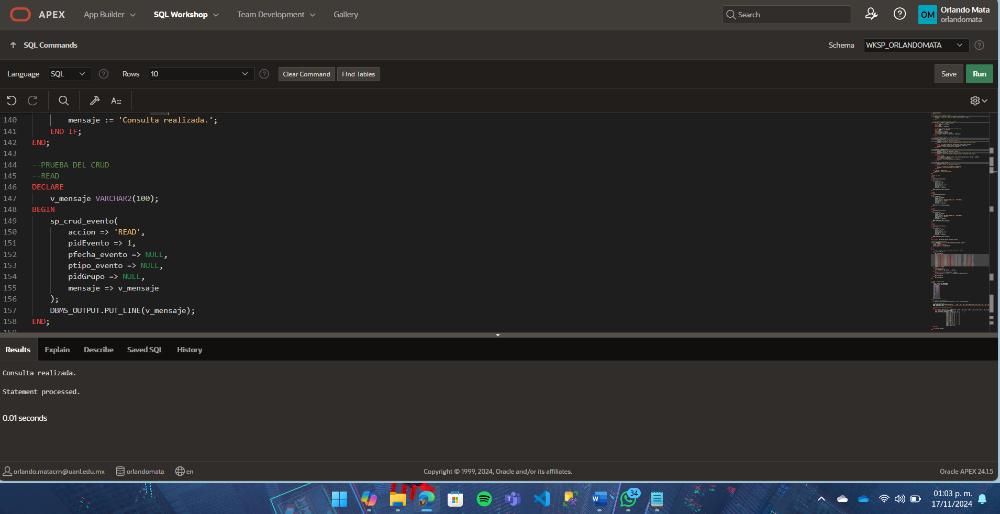 APEX App Builder SQL Workshop Team Development Gallery Search Orlando Mata
orlandomata
OM
SQL Commands Schema WKSP_ORLANDOMATA
Language SQL Rows 10 Clear Command Find Tables Save Run
140 mensaje := 'Consulta realizada.';
141 END IF;
142 END;
143
144 --PRUEBA DEL CRUD
145 --READ
146 DECLARE
147 v_mensaje VARCHAR2(100);
148 BEGIN
149 sp_crud_evento(
150 accion => 'READ',
151 pidEvento => 1,
152 pfecha_evento => NULL,
153 ptipo_evento => NULL,
154 pidGrupo => NULL,
155 mensaje => v_mensaje
156 );
157 DBMS_OUTPUT.PUT_LINE(v_mensaje);
158 END;
159
Results Explain Describe Saved SQL History
Consulta realizada.
Statement processed.
0.01 seconds
orlando.matacrn@uanl.edu.mx orlandomata en Copyright © 1999, 2024, Oracle and/or its affiliates. Oracle APEX 24.1.5
34
01:03 p. m.
17/11/2024